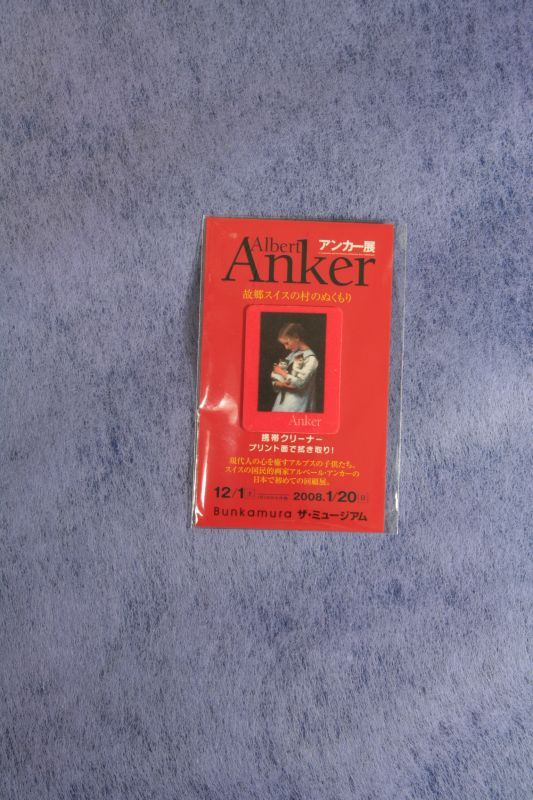 Albert
アンカー展
Anker
故郷スイスの村のぬくもり
Anker
携帯クリーナー
プリント面で拭き取り!
現代人の心を癒すアルプスの子供たち。
スイスの国民的画家アルベール・アンカーの
日本で初めての回顧展。
12/1 土 2008.1/20 日
Bunkamura ザ・ミュージアム